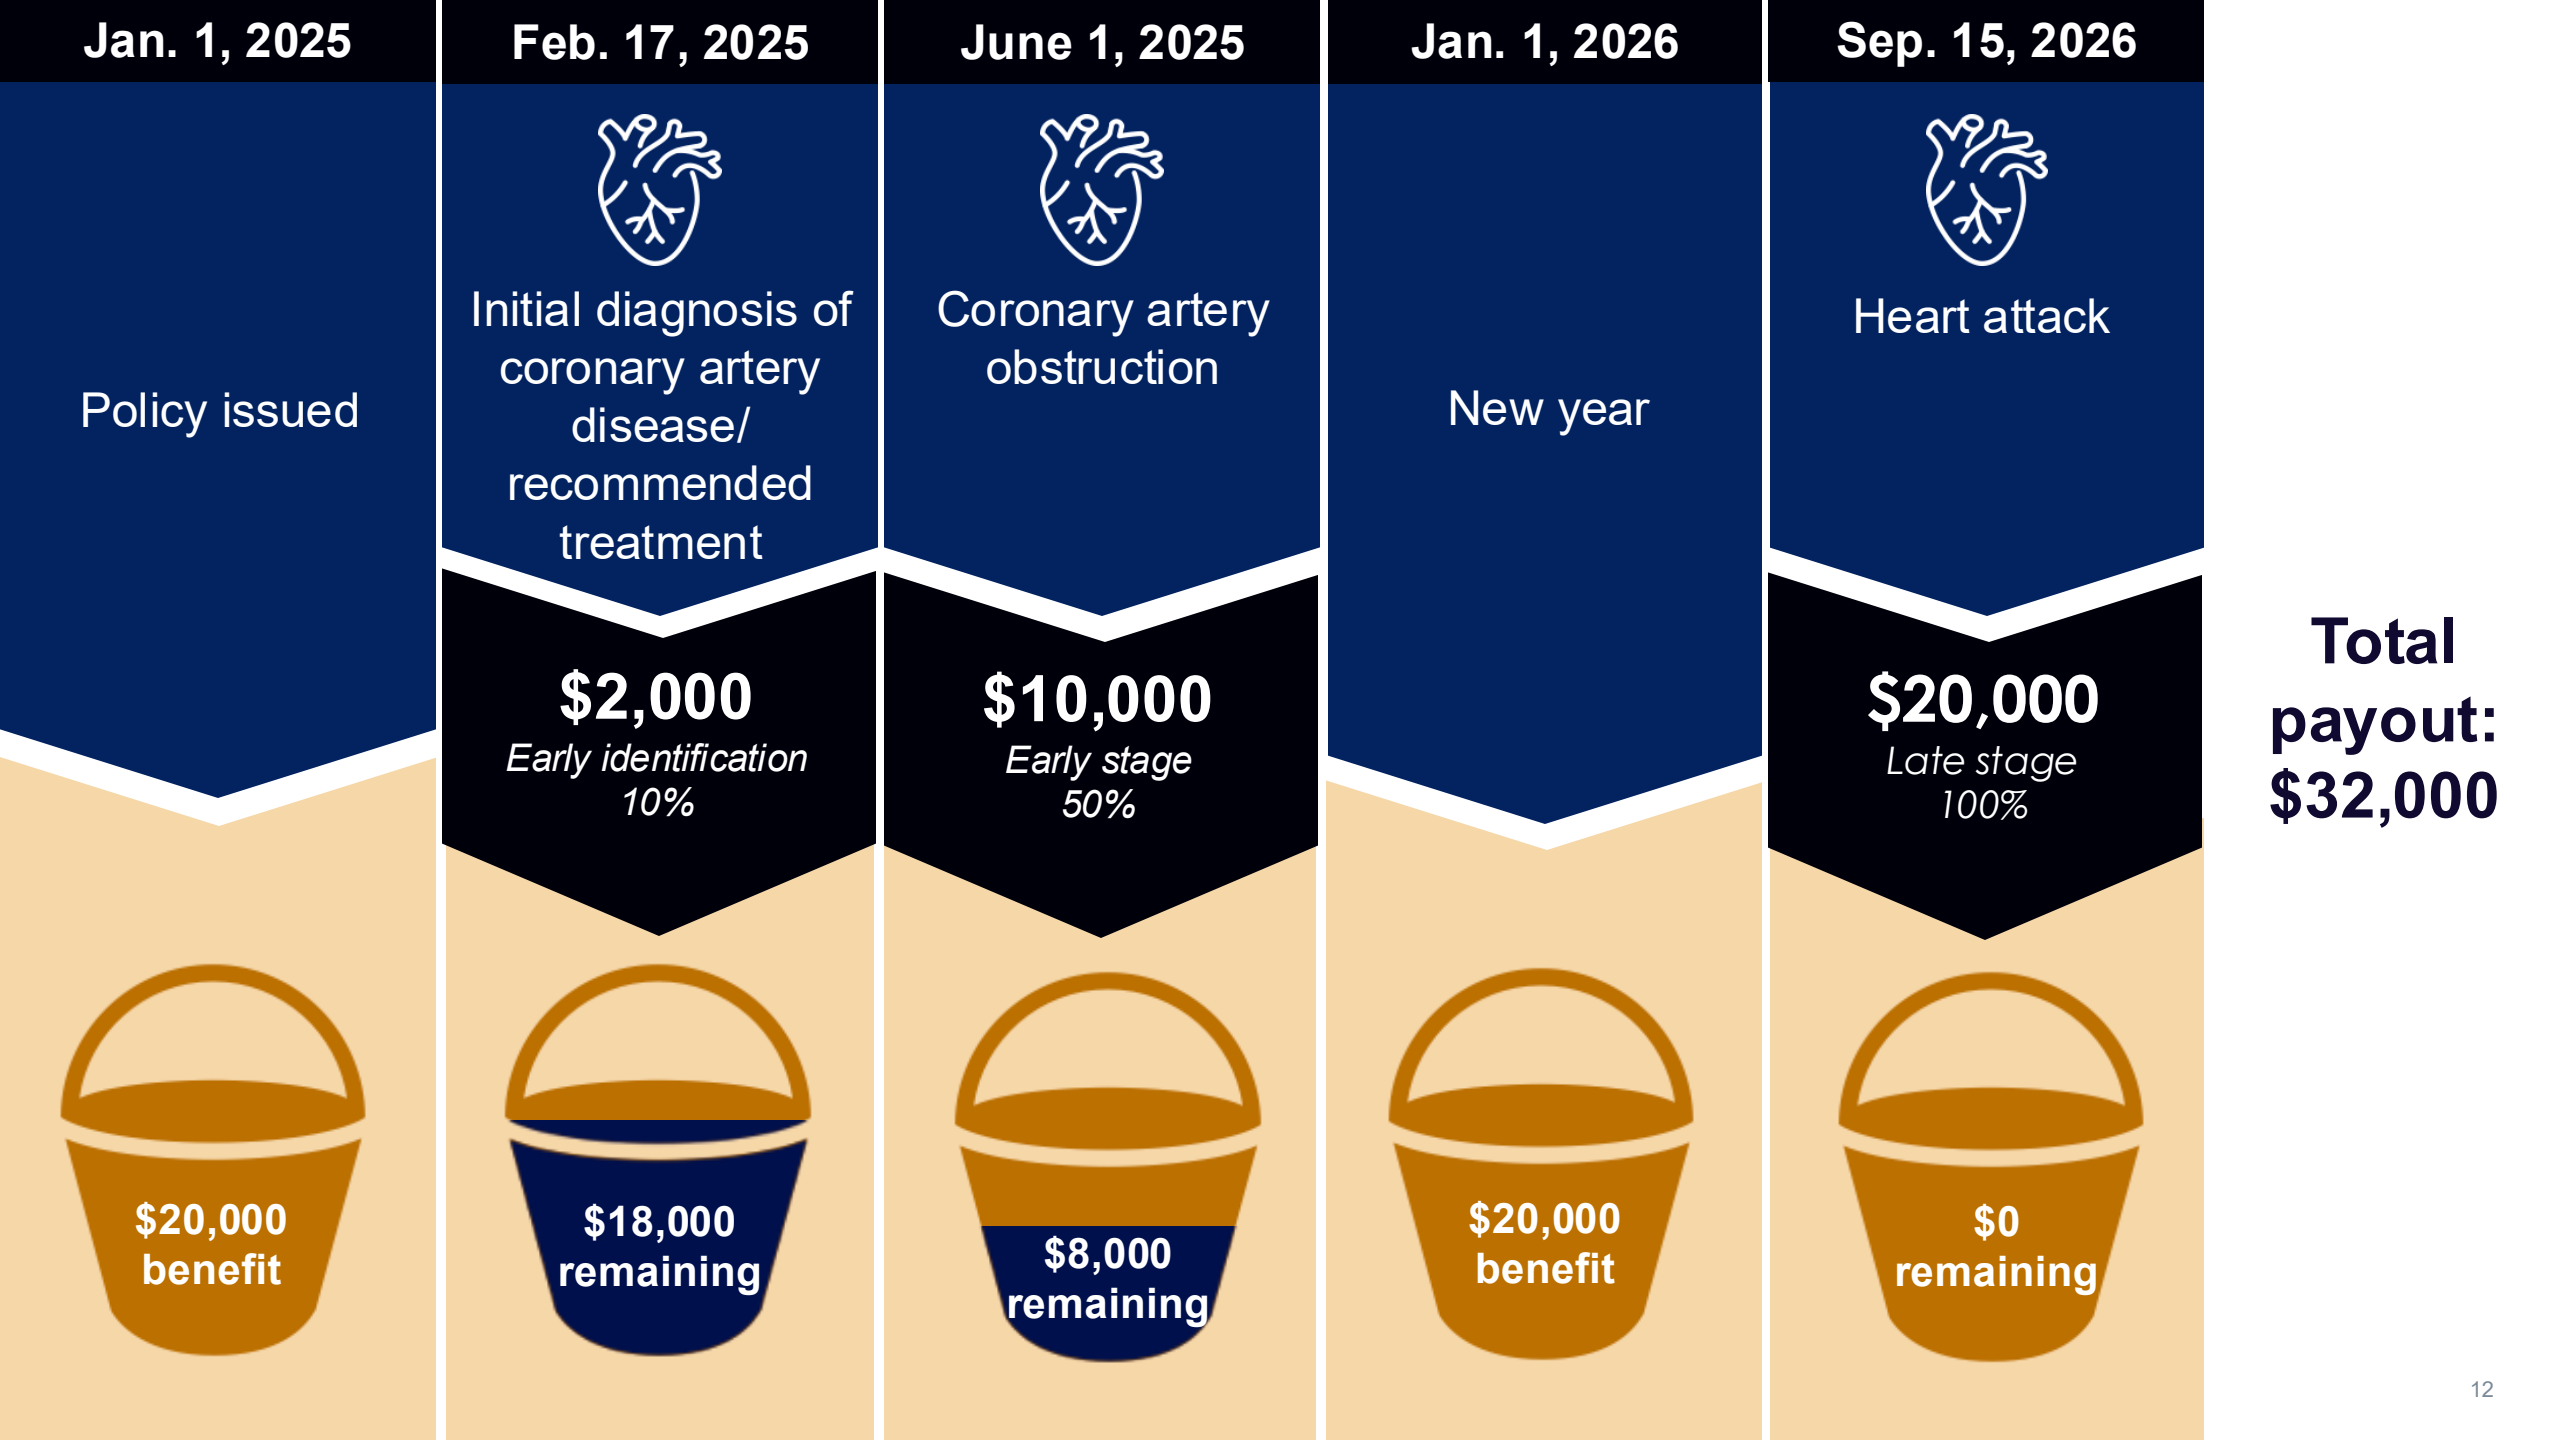 Jan. 1, 2025
Policy issued
$20,000
benefit
Feb. 17, 2025
Initial diagnosis of
coronary artery
disease/
recommended
treatment
$2,000
Early identification
10%
$18,000
remaining
June 1, 2025
Coronary artery
obstruction
$10,000
Early stage
50%
$8,000
remaining
Jan. 1, 2026
New year
$20,000
benefit
Sep. 15, 2026
Heart attack
$20,000
Late stage
100%
$0
remaining
Total
payout:
$32,000
12